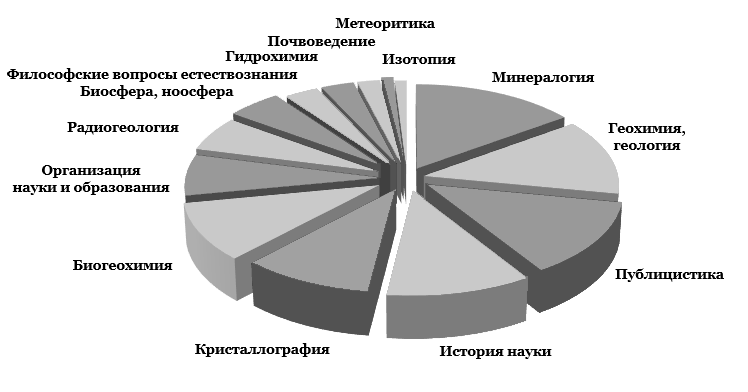 Метеоритика
Почвоведение
Гидрохимия
Изотопия
Философские вопросы естествознания
Минералогия
Биосфера, ноосфера
Радиогеология
Геохимия,
геология
Организация
науки и образования
Биогеохимия
Публицистика
Кристаллография
История науки